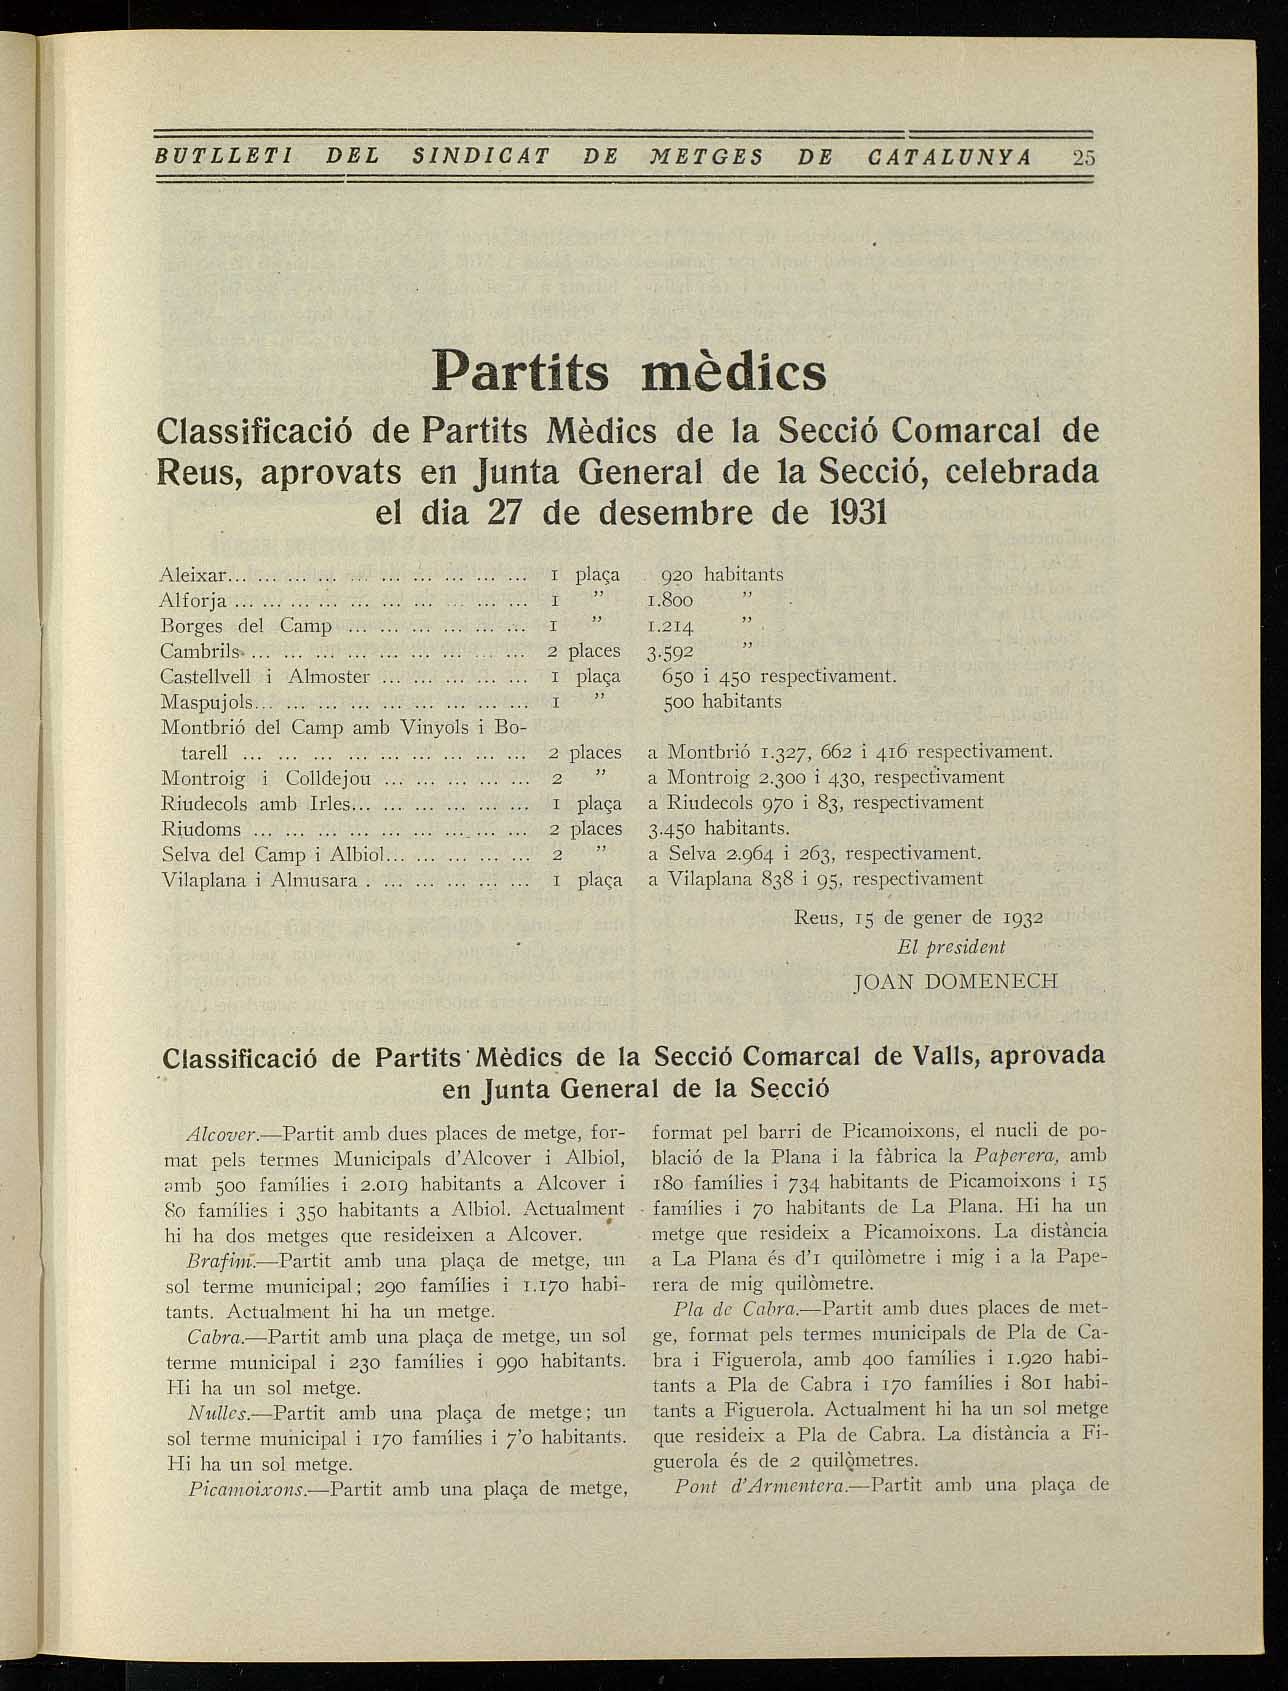 BUTLLETI DEL SINDICAT DE METGES DE CATALUNYA 25
Partits mèdics
Classificació de Partits Mèdics de la Secció Comarcal de
Reus, aprovats en Junta General de la Secció, celebrada
el dia 27 de desembre de 1931
Aleixar... ... ... ... ... ... ... ... ... ... 1 plaça 920 habitants
Alforja ... ... ... ... ... ... ... ... ... ... 1 " 1.800 "
Borges del Camp ... ... ... ... ... ... 1 " 1.214 "
Cambrils ... ... ... ... ... ... ... ... ... 2 places 3.592 "
Castellvell i Almoster ... ... ... ... ... 1 plaça 650 i 450 respectivament.
Maspujols... ... ... ... ... ... ... ... ... 1 " 500 habitants
Montbrió del Camp amb Vinyols i Bo-
tarell ... ... ... ... ... ... ... ... ... 2 places a Montbrió 1.327, 662 i 416 respectivament.
Montroig i Colldejou ... ... ... ... ... 2 " a Montroig 2.300 i 430, respectivament
Riudecols amb Irles... ... ... ... ... ... 1 plaça a Riudecols 970 i 83, respectivament
Riudoms ... ... ... ... ... ... ... ... ... 2 places 3.450 habitants.
Selva del Camp i Albiol... ... ... ... ... 2 " a Selva 2.964 i 263, respectivament.
Vilaplana i Almusara . ... ... ... ... ... 1 plaça a Vilaplana 838 i 95, respectivament
Reus, 15 de gener de 1932
El president
JOAN DOMENECH
Classificació de Partits Mèdics de la Secció Comarcal de Valls, aprovada
en Junta General de la Secció
Alcover.—Partit amb dues places de metge, for-
mat pels termes Municipals d'Alcover i Albiol,
amb 500 famílies i 2.019 habitants a Alcover i
80 famílies i 350 habitants a Albiol. Actualment
hi ha dos metges que resideixen a Alcover.
Brafim.—Partit amb una plaça de metge, un
sol terme municipal; 290 famílies i 1.170 habi-
tants. Actualment hi ha un metge.
Cabra.—Partit amb una plaça de metge, un sol
terme municipal i 230 famílies i 990 habitants.
Hi ha un sol metge.
Nulles.—Partit amb una plaça de metge; un
sol terme municipal i 170 famílies i 7'0 habitants.
Hi ha un sol metge.
Picamoixons.—Partit amb una plaça de metge,
format pel barri de Picamoixons, el nucli de po-
blació de la Plana i la fàbrica la Paperera, amb
180 famílies i 734 habitants de Picamoixons i 15
famílies i 70 habitants de La Plana. Hi ha un
metge que resideix a Picamoixons. La distància
a La Plana és d'1 quilòmetre i mig i a la Pape-
rera de mig quilòmetre.
Pla de Cabra.—Partit amb dues places de met-
ge, format pels termes municipals de Pla de Ca-
bra i Figuerola, amb 400 famílies i 1.920 habi-
tants a Pla de Cabra i 170 famílies i 801 habi-
tants a Figuerola. Actualment hi ha un sol metge
que resideix a Pla de Cabra. La distància a Fi-
guerola és de 2 quilòmetres.
Pont d'Armentera.—Partit amb una plaça de